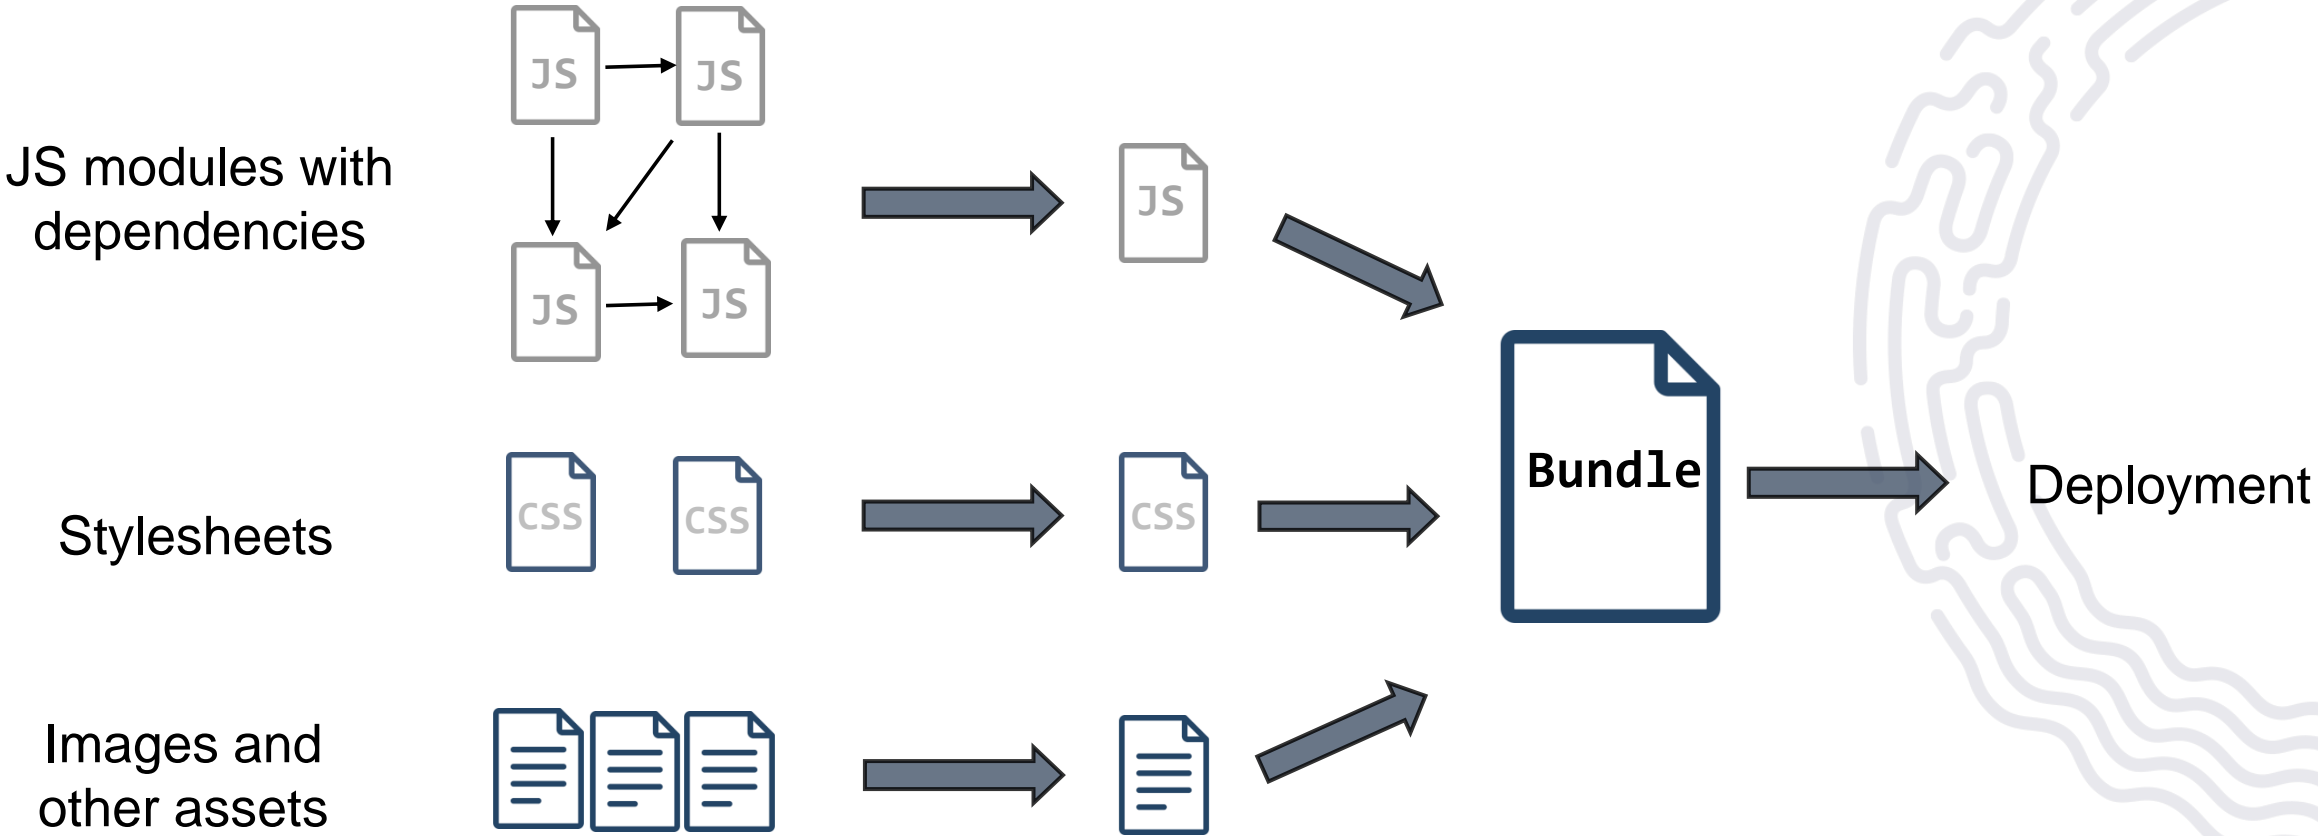 JS
JS
JS modules with
dependencies
JS
JS
JS
Bundle
Deployment
Stylesheets
CSS
CSS
CSS
Images and
other assets